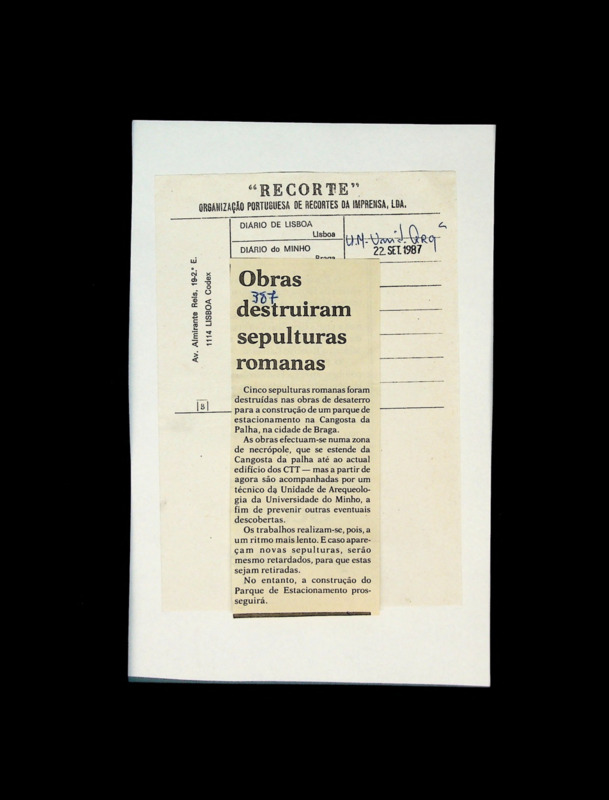 “RECORTE”
ORGANIZAÇÃO PORTUGUESA DE RECORTES DA IMPRENSA, LDA.
DIÁRIO DE LISBOA
Lisboa
DIÁRIO do MINHO
Braga
U.M.
22 SET. 1987
Av. Almirante Reis, 19-2.º E.
1114 LISBOA Codex
B
Obras
387
destruiram
sepulturas
romanas
Cinco sepulturas romanas foram
destruídas nas obras de desaterro
para a construção de um parque de
estacionamento na Cangosta da
Palha, na cidade de Braga.
As obras efectuam-se numa zona
de necrópole, que se estende da
Cangosta da palha até ao actual
edifício dos CTT — mas a partir de
agora são acompanhadas por um
técnico da Unidade de Arequeolo-
gia da Universidade do Minho, a
fim de prevenir outras eventuais
descobertas.
Os trabalhos realizam-se, pois, a
um ritmo mais lento. E caso apare-
çam novas sepulturas, serão
mesmo retardados, para que estas
sejam retiradas.
No entanto, a construção do
Parque de Estacionamento pros-
seguirá.